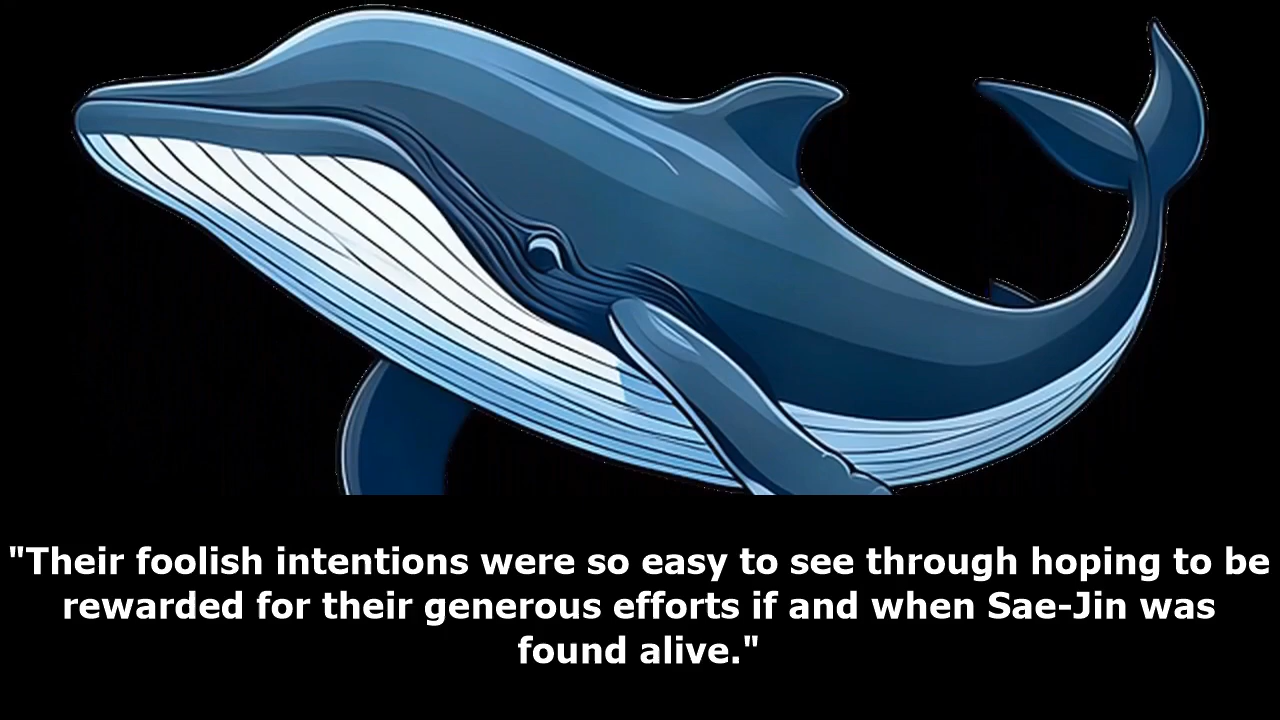 "Their foolish intentions were so easy to see through hoping to be
rewarded for their generous efforts if and when Sae-Jin was
found alive."